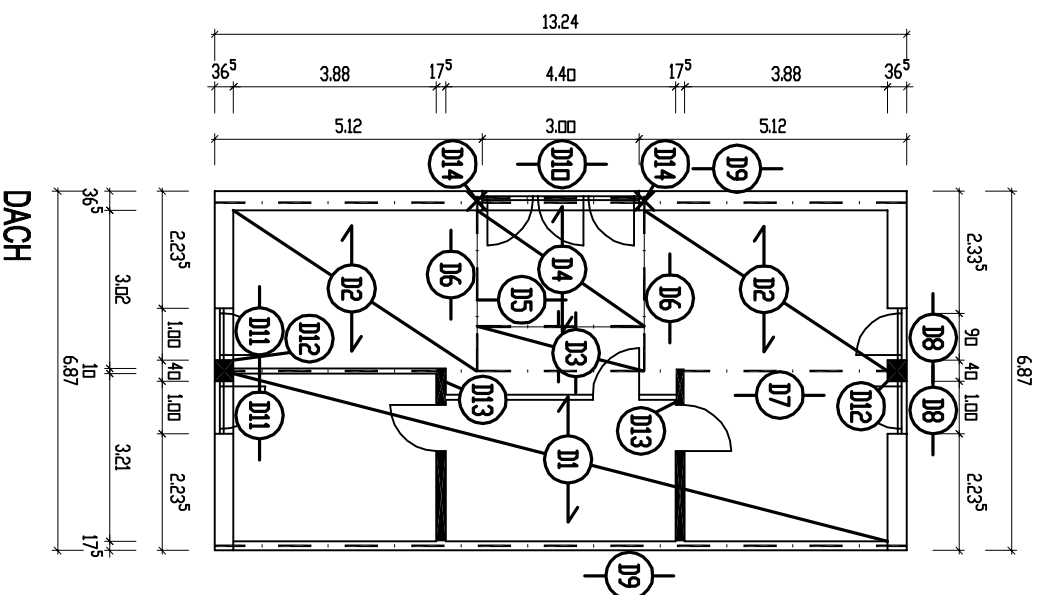 13.24
36⁵
3.88
17⁵
4.40
17⁵
3.88
36⁵
5.12
3.00
5.12
D14
D10
D14
D9
D2
D6
D5
D4
D6
D2
D3
D11
D12
D8
D11
D13
D13
D7
D12
D8
D1
D9
2.33⁵
90
40
1.00
2.23⁵
6.87
2.23⁵
1.00
40
1.00
2.23⁵
36⁵
3.02
10
3.21
17⁵
6.87
DACH